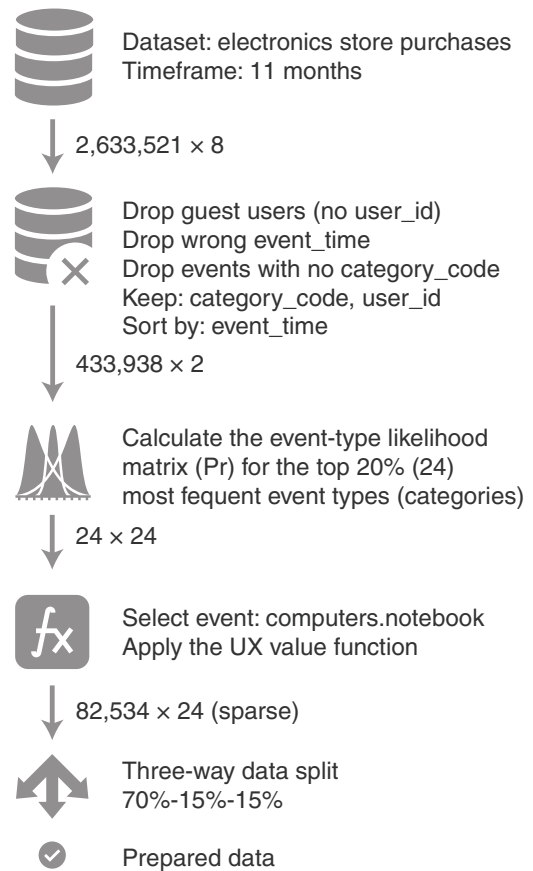 Dataset: electronics store purchases
Timeframe: 11 months
2,633,521 × 8
Drop guest users (no user_id)
Drop wrong event_time
Drop events with no category_code
Keep: category_code, user_id
Sort by: event_time
433,938 × 2
Calculate the event-type likelihood
matrix (Pr) for the top 20% (24)
most fequent event types (categories)
24 × 24
fx
Select event: computers.notebook
Apply the UX value function
82,534 × 24 (sparse)
Three-way data split
70%-15%-15%
Prepared data